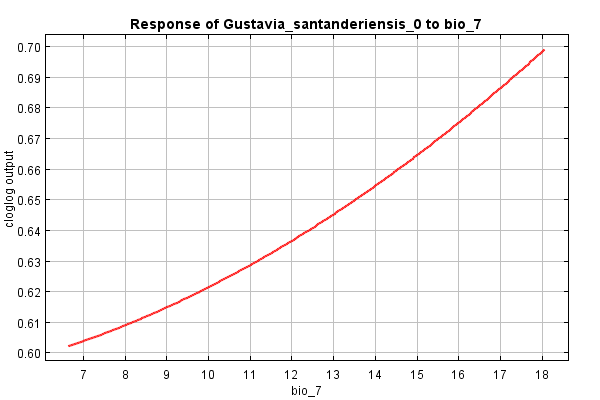 Response of Gustavia_santanderiensis_0 to bio_7
0.70
0.69
0.68
0.67
0.66
0.65
0.64
0.63
0.62
0.61
0.60
cloglog output
7 8 9 10 11 12 13 14 15 16 17 18
bio_7